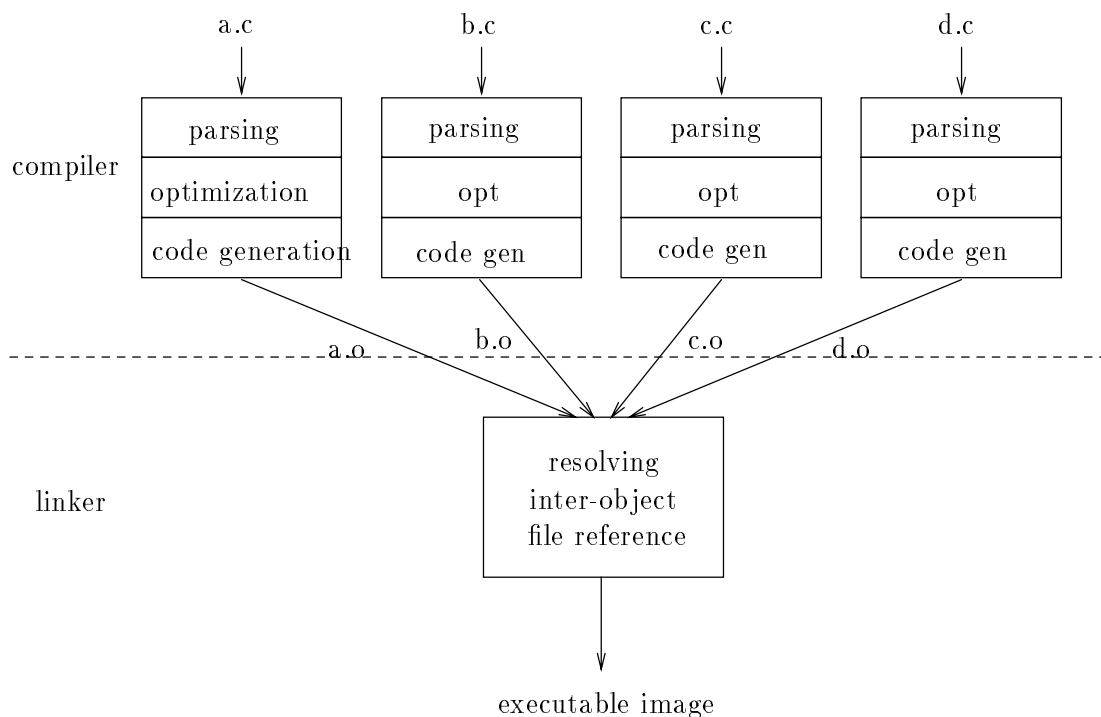 a.c
b.c
c.c
d.c
parsing
parsing
parsing
parsing
compiler
optimization
opt
opt
opt
code generation
code gen
code gen
code gen
a.o
b.o
c.o
d.o
linker
resolving
inter-object
file reference
executable image